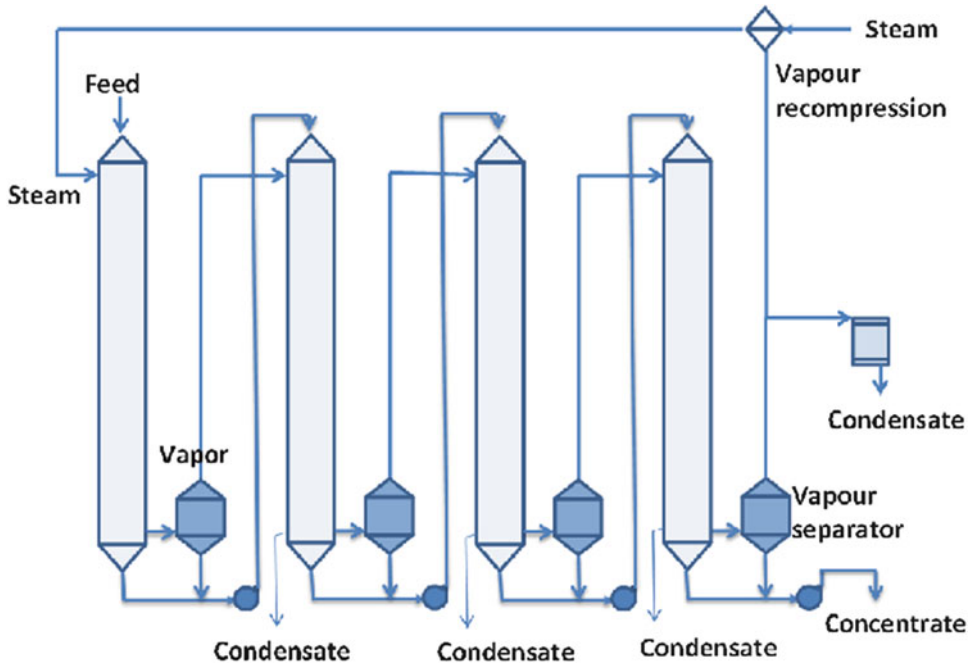 Steam
Vapour
recompression
Feed
Steam
Condensate
Vapor
Vapour
separator
Concentrate
Condensate
Condensate
Condensate